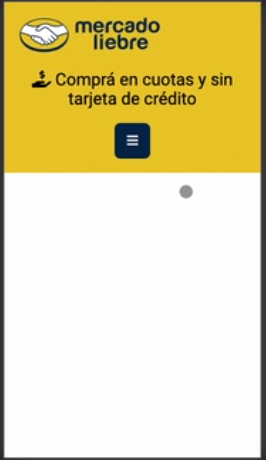 mercado
liebre
Comprá en cuotas y sin
tarjeta de crédito